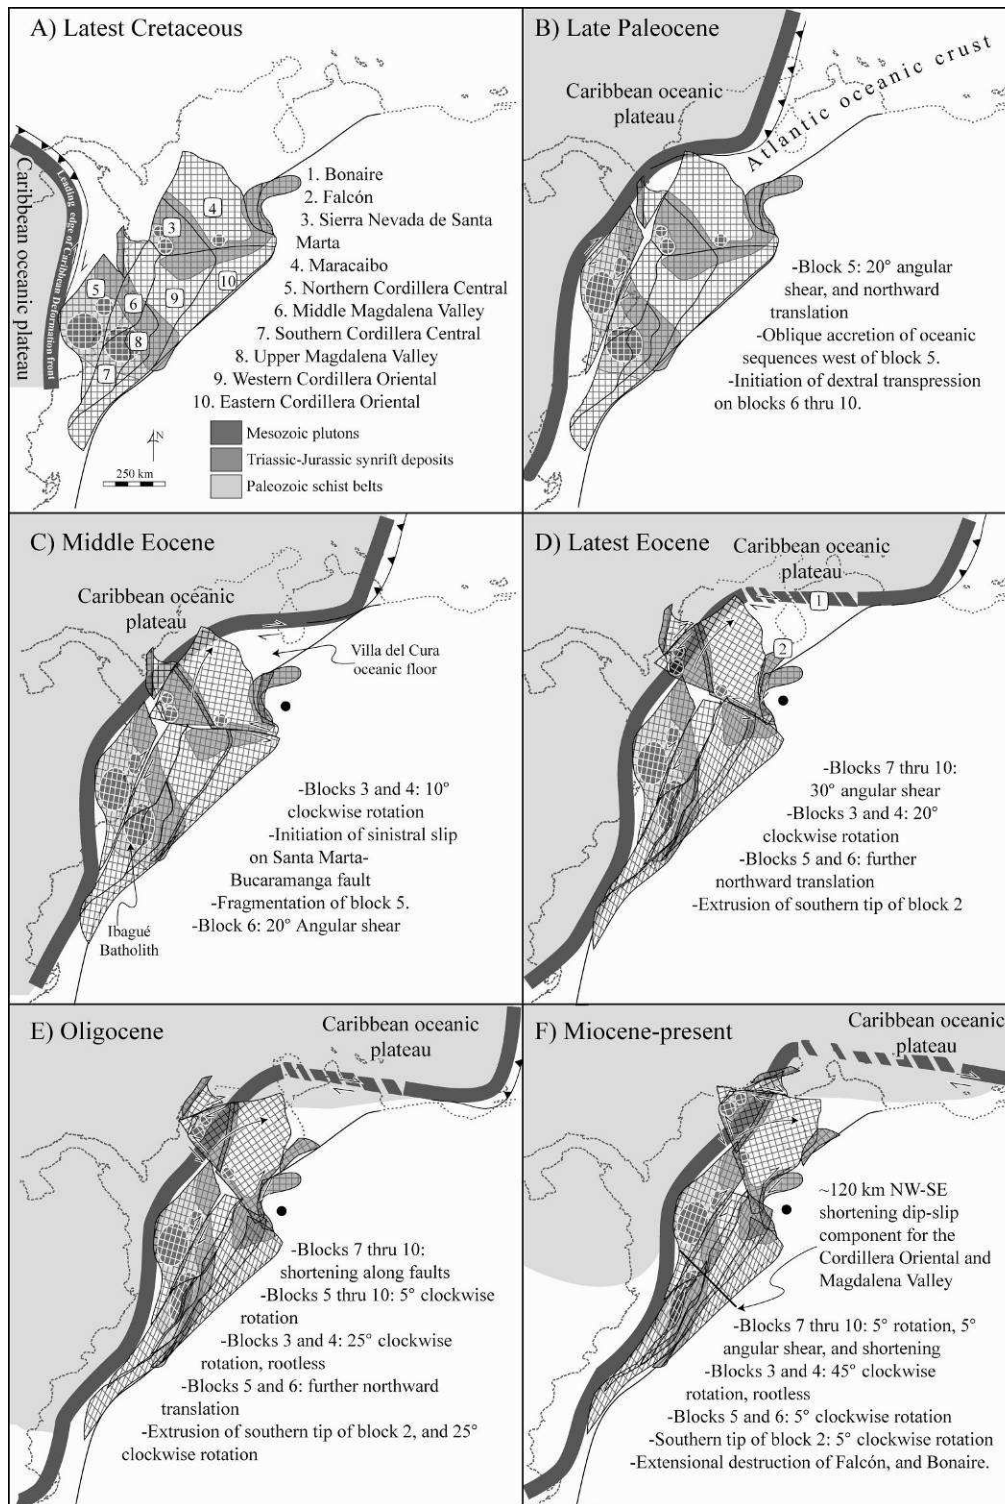 A) Latest Cretaceous
Caribbean oceanic plateau
Leading edge of Caribbean Deformation front
1. Bonaire
2. Falcón
3. Sierra Nevada de Santa
Marta
4. Maracaibo
5. Northern Cordillera Central
6. Middle Magdalena Valley
7. Southern Cordillera Central
8. Upper Magdalena Valley
9. Western Cordillera Oriental
10. Eastern Cordillera Oriental
3
4
5
6
9
10
8
7
N
250 km
Mesozoic plutons
Triassic-Jurassic synrift deposits
Paleozoic schist belts
B) Late Paleocene
Caribbean oceanic
plateau
Atlantic oceanic crust
-Block 5: 20° angular
shear, and northward
translation
-Oblique accretion of oceanic
sequences west of block 5.
-Initiation of dextral transpression
on blocks 6 thru 10.
C) Middle Eocene
Caribbean oceanic
plateau
Villa del Cura
oceanic floor
-Blocks 3 and 4: 10°
clockwise rotation
-Initiation of sinistral slip
on Santa Marta-
Bucaramanga fault
-Fragmentation of block 5.
-Block 6: 20° Angular shear
Ibagué
Batholith
D) Latest Eocene
Caribbean oceanic
plateau
1
2
-Blocks 7 thru 10:
30° angular shear
-Blocks 3 and 4: 20°
clockwise rotation
-Blocks 5 and 6: further
northward translation
-Extrusion of southern tip of block 2
E) Oligocene
Caribbean oceanic
plateau
-Blocks 7 thru 10:
shortening along faults
-Blocks 5 thru 10: 5° clockwise
rotation
-Blocks 3 and 4: 25° clockwise
rotation, rootless
-Blocks 5 and 6: further northward
translation
-Extrusion of southern tip of block 2, and 25°
clockwise rotation
F) Miocene-present
Caribbean oceanic
plateau
~120 km NW-SE
shortening dip-slip
component for the
Cordillera Oriental and
Magdalena Valley
-Blocks 7 thru 10: 5° rotation, 5°
angular shear, and shortening
-Blocks 3 and 4: 45° clockwise
rotation, rootless
-Blocks 5 and 6: 5° clockwise rotation
-Southern tip of block 2: 5° clockwise rotation
-Extensional destruction of Falcón, and Bonaire.